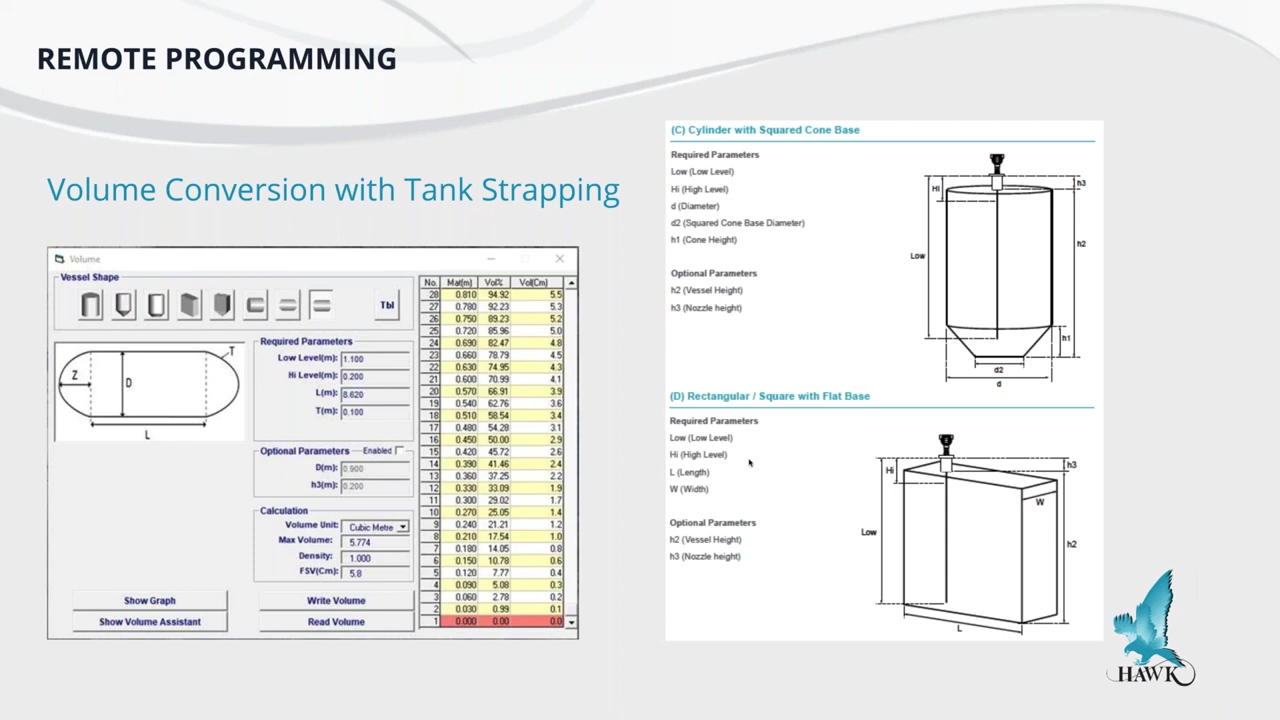 REMOTE PROGRAMMING
Volume Conversion with Tank Strapping
Volume
Vessel Shape
Tbl
Z
D
T
L
Required Parameters
Low Level(m): 1.100
Hi Level(m): 0.200
L(m): 8.620
T(m): 0.100
Optional Parameters Enabled
D(m): 0.900
h3(m): 0.200
Calculation
Volume Unit: Cubic Metre
Max Volume: 5.774
Density: 1.000
FSV(Cm): 5.8
Show Graph
Write Volume
Show Volume Assistant
Read Volume
No. Mat(m) Vol% Vol(Cm)
28 0.810 94.92 5.5
27 0.780 92.23 5.3
26 0.750 89.23 5.2
25 0.720 85.96 5.0
24 0.690 82.47 4.8
23 0.660 78.79 4.5
22 0.630 74.95 4.3
21 0.600 70.99 4.1
20 0.570 66.91 3.9
19 0.540 62.76 3.6
18 0.510 58.54 3.4
17 0.480 54.28 3.1
16 0.450 50.00 2.9
15 0.420 45.72 2.6
14 0.390 41.46 2.4
13 0.360 37.25 2.2
12 0.330 33.09 1.9
11 0.300 29.02 1.7
10 0.270 25.05 1.4
9 0.240 21.21 1.2
8 0.210 17.54 1.0
7 0.180 14.05 0.8
6 0.150 10.78 0.6
5 0.120 7.77 0.4
4 0.090 5.08 0.3
3 0.060 2.78 0.2
2 0.030 0.99 0.1
1 0.000 0.00 0.0
(C) Cylinder with Squared Cone Base
Required Parameters
Low (Low Level)
Hi (High Level)
d (Diameter)
d2 (Squared Cone Base Diameter)
h1 (Cone Height)
Optional Parameters
h2 (Vessel Height)
h3 (Nozzle height)
Hi
h3
h2
Low
h1
d2
d
(D) Rectangular / Square with Flat Base
Required Parameters
Low (Low Level)
Hi (High Level)
L (Length)
W (Width)
Optional Parameters
h2 (Vessel Height)
h3 (Nozzle height)
Hi
h3
W
Low
h2
L
HAWK